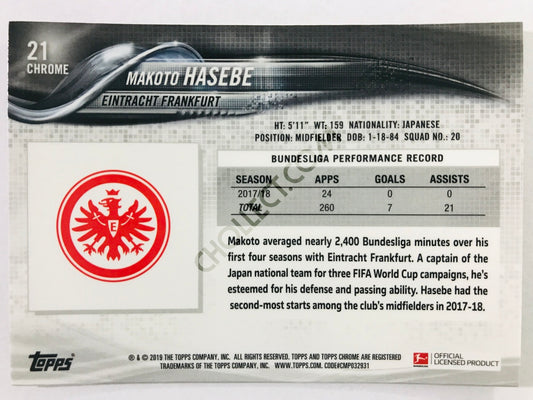 21
CHROME
MAKOTO HASEBE
EINTRACHT FRANKFURT
HT: 5'11" WT: 159 NATIONALITY: JAPANESE
POSITION: MIDFIELDER DOB: 1-18-84 SQUAD NO.: 20
BUNDESLIGA PERFORMANCE RECORD
SEASON APPS GOALS ASSISTS
2017/18 24 0 0
TOTAL 260 7 21
Makoto averaged nearly 2,400 Bundesliga minutes over his
first four seasons with Eintracht Frankfurt. A captain of the
Japan national team for three FIFA World Cup campaigns, he's
esteemed for his defense and passing ability. Hasebe had the
second-most starts among the club's midfielders in 2017-18.
E
CHOLLECT.COM
Topps
® & © 2019 THE TOPPS COMPANY, INC. ALL RIGHTS RESERVED. TOPPS AND TOPPS CHROME ARE REGISTERED
TRADEMARKS OF THE TOPPS COMPANY, INC. WWW.TOPPS.COM. CODE#CMP032931
OFFICIAL
LICENSED PRODUCT